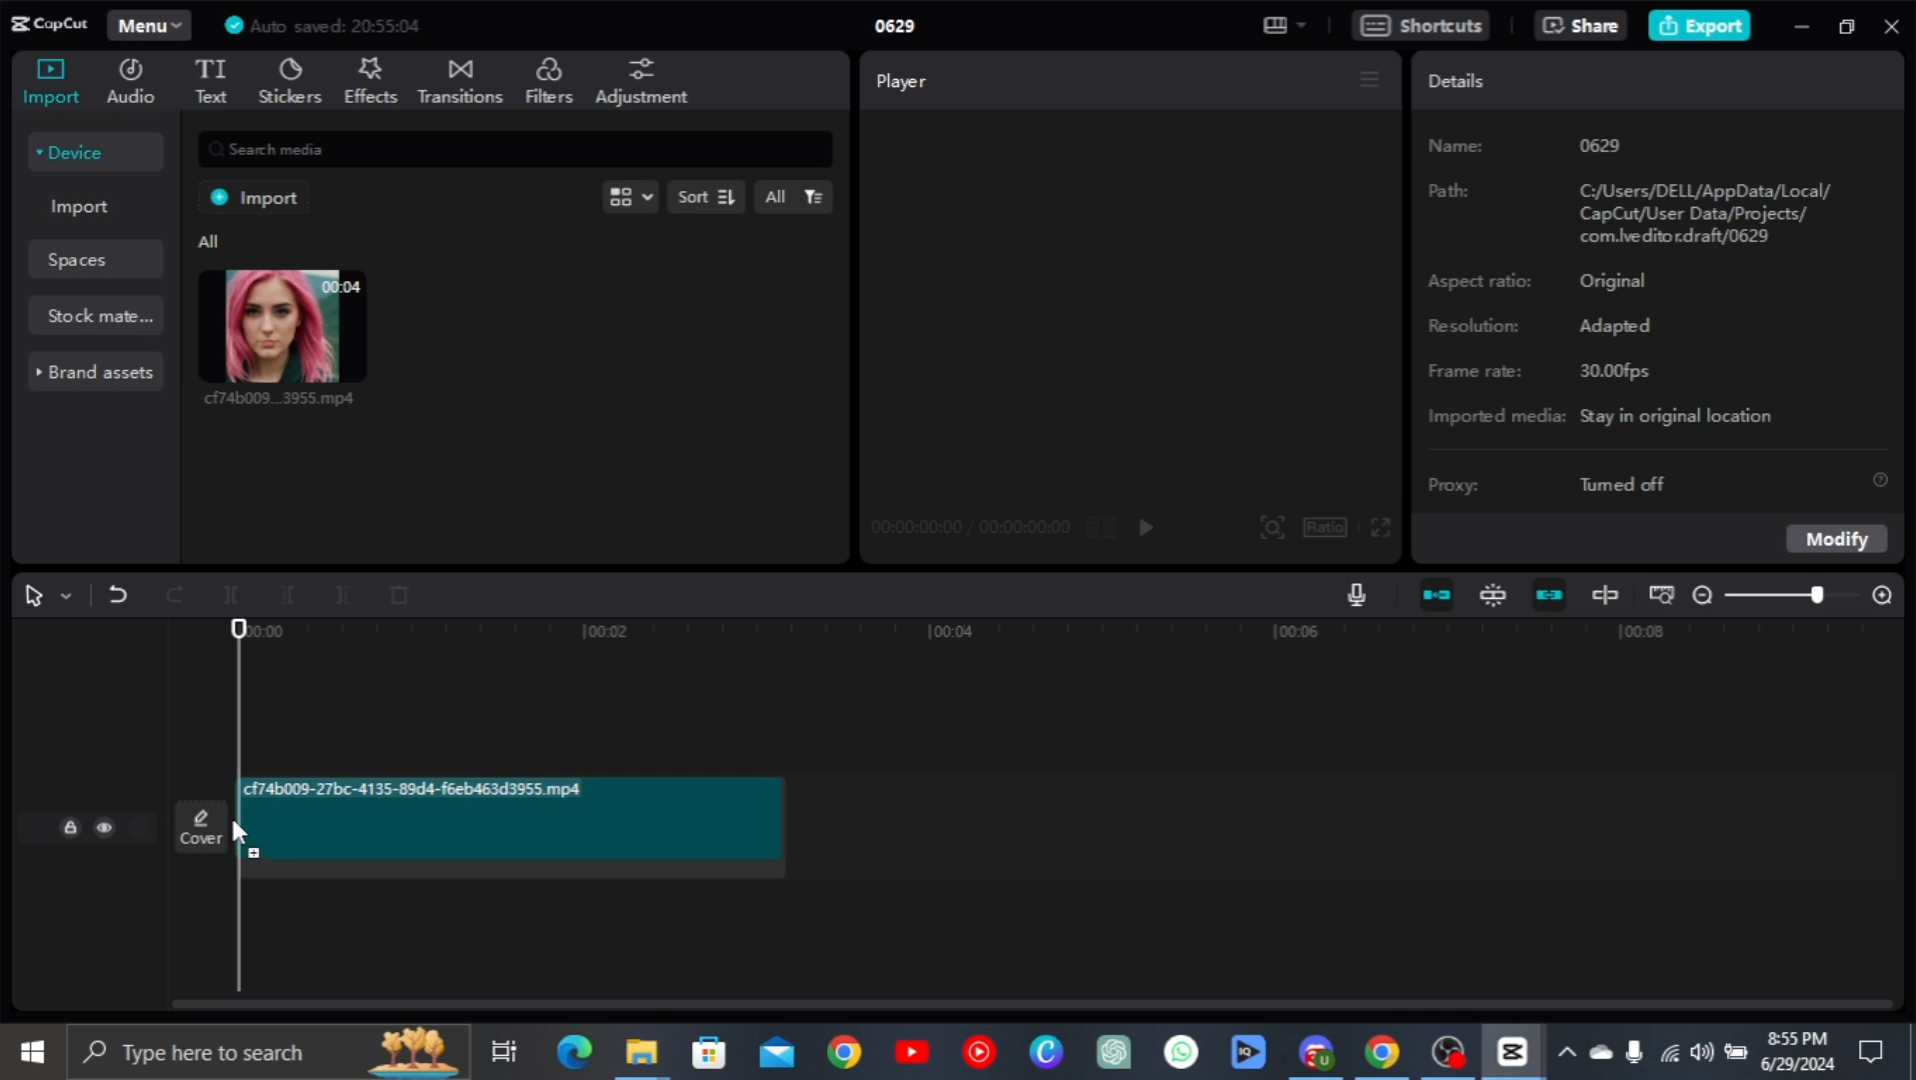 CapCut
Menu
Auto saved: 20:55:04
0629
Shortcuts
Share
Export
Import
Audio
TI
Text
Stickers
Effects
Transitions
Filters
Adjustment
Player
Details
Device
Import
Spaces
Stock mate...
Brand assets
Search media
Import
Sort
All
All
00:04
cf74b009...3955.mp4
00:00:00:00 / 00:00:00:00
Ratio
Name: 0629
Path: C:/Users/DELL/AppData/Local/
CapCut/User Data/Projects/
com.lveditor.draft/0629
Aspect ratio: Original
Resolution: Adapted
Frame rate: 30.00fps
Imported media: Stay in original location
Proxy: Turned off
Modify
00:00
00:02
00:04
00:06
00:08
cf74b009-27bc-4135-89d4-f6eb463d3955.mp4
Cover
Type here to search
IQ
U
8:55 PM
6/29/2024